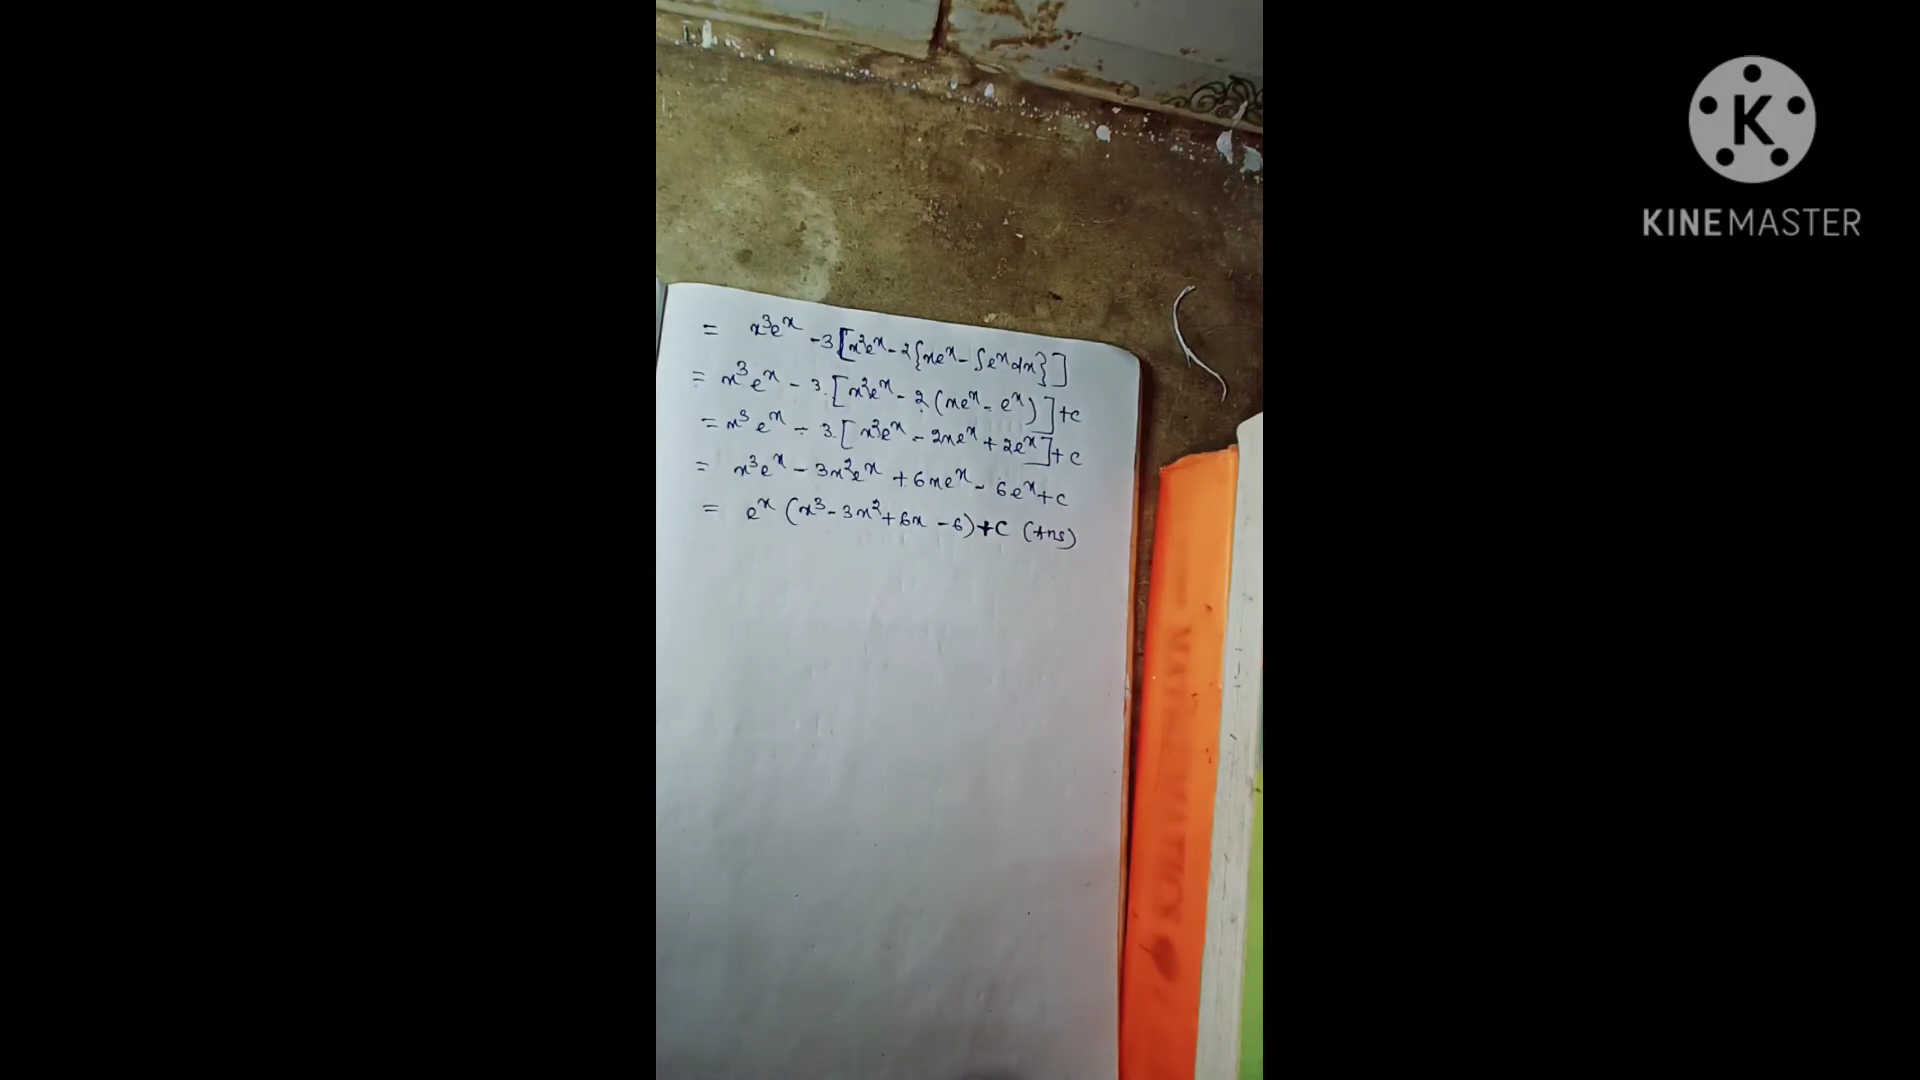 = x³eˣ - 3[x²eˣ - 2{xeˣ - ∫eˣdx}]
= x³eˣ - 3.[x²eˣ - 2(xeˣ - eˣ)]+c
= x³eˣ - 3.[x²eˣ - 2xeˣ + 2eˣ]+c
= x³eˣ - 3x²eˣ + 6xeˣ - 6eˣ+c
= eˣ(x³ - 3x² + 6x - 6)+c (Ans)
MATHEMATICS
K
KINEMASTER